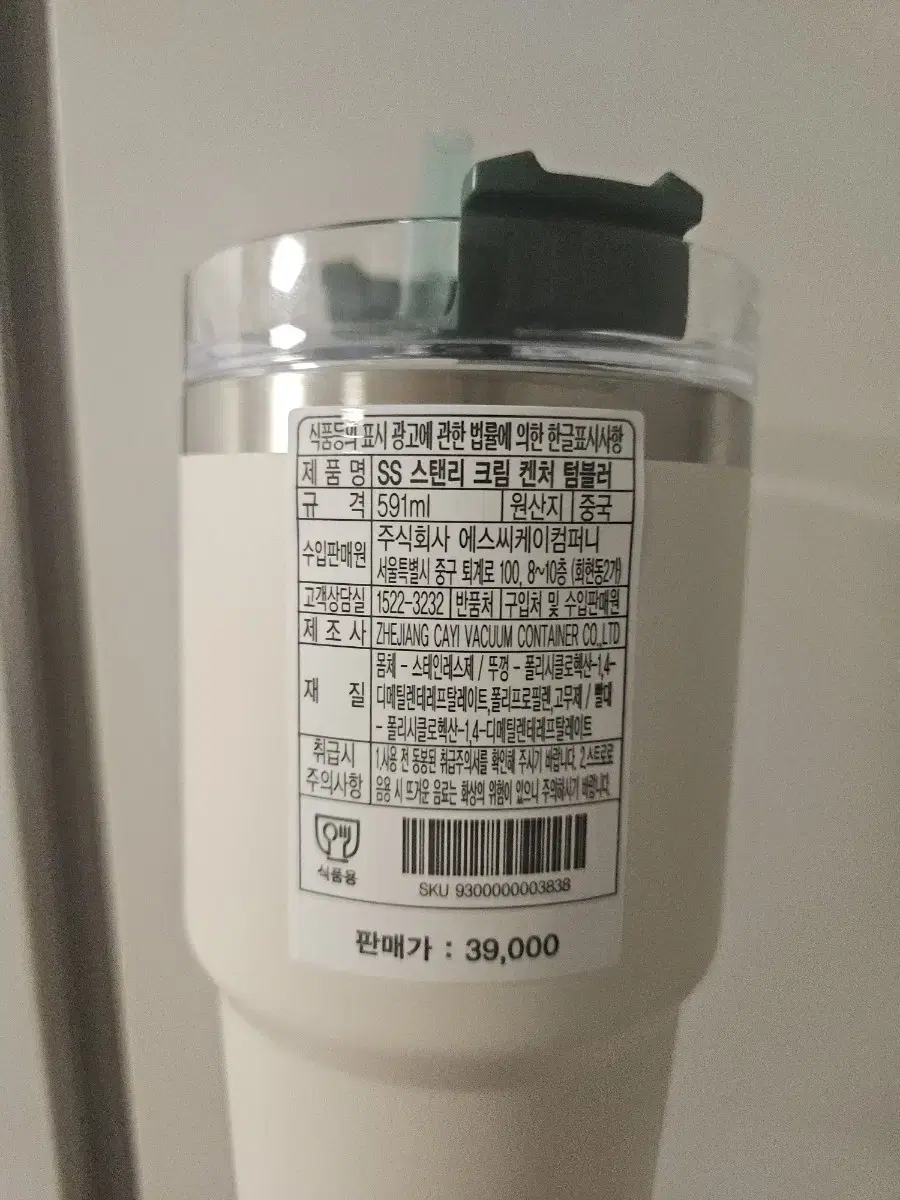 식품등의 표시 광고에 관한 법률에 의한 한글표시사항
제 품 명 SS 스탠리 크림 켄처 텀블러
규 격 591ml 원산지 중국
수입판매원 주식회사 에스씨케이컴퍼니
서울특별시 중구 퇴계로 100, 8~10층 (회현동2가)
고객상담실 1522-3232 반품처 구입처 및 수입판매원
제 조 사 ZHEJIANG CAYI VACUUM CONTAINER CO.,LTD
재 질 몸체 - 스테인레스제 / 뚜껑 - 폴리시클로헥산-1,4-
디메틸렌테레프탈레이트,폴리프로필렌,고무제 / 빨대
- 폴리시클로헥산-1,4-디메틸렌테레프탈레이트
취급시 주의사항 1.사용 전 동봉된 취급주의서를 확인해 주시기 바랍니다. 2.스트로로
음용 시 뜨거운 음료는 화상의 위험이 있으니 주의하시기 바랍니다.
식품용
SKU 9300000003838
판매가 : 39,000